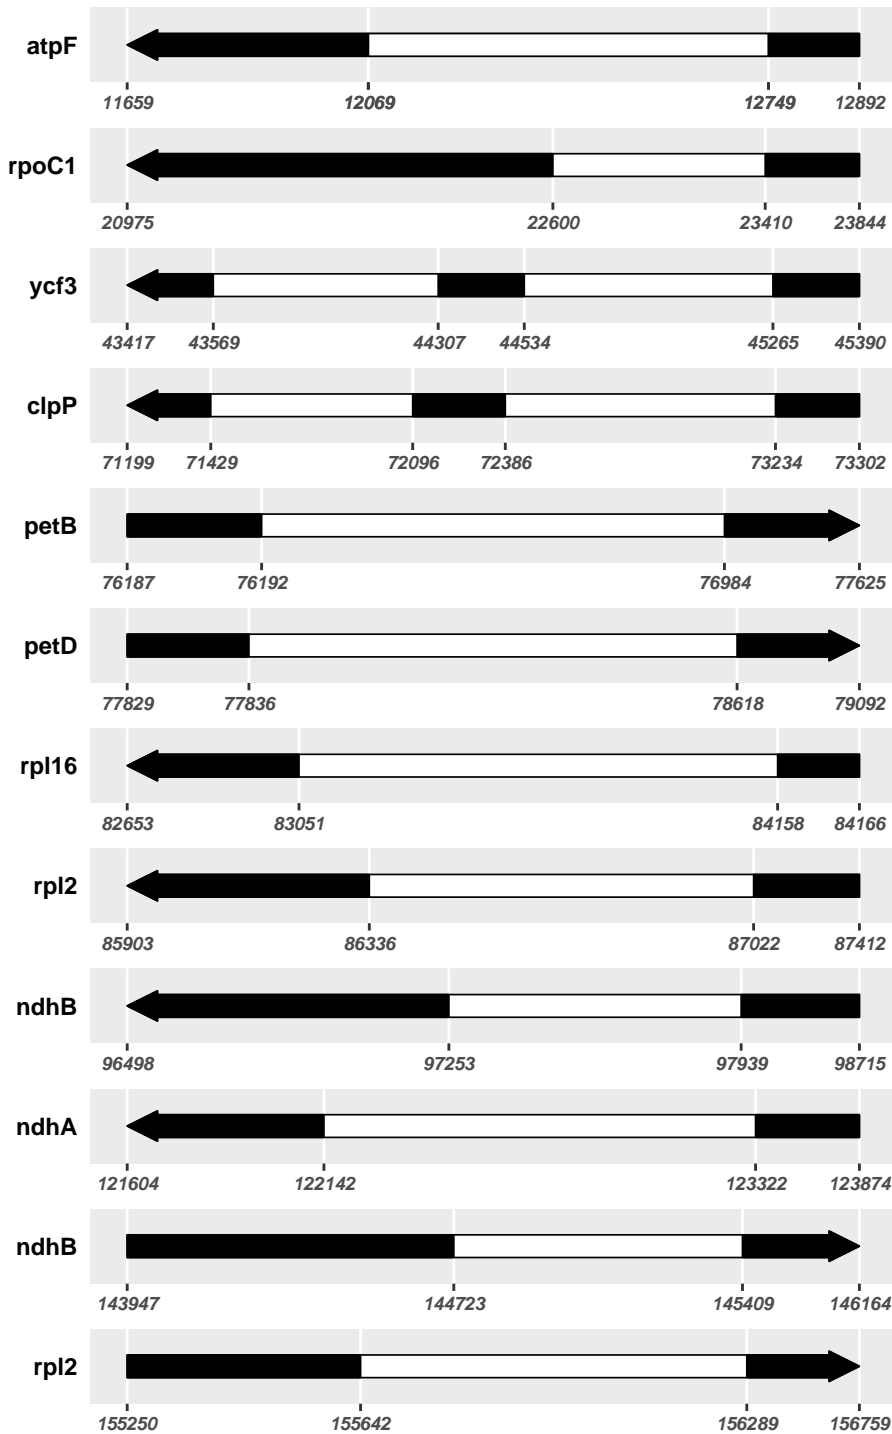 atpF
11659 12069 12749 12892
rpoC1
20975 22600 23410 23844
ycf3
43417 43569 44307 44534 45265 45390
clpP
71199 71429 72096 72386 73234 73302
petB
76187 76192 76984 77625
petD
77829 77836 78618 79092
rpl16
82653 83051 84158 84166
rpl2
85903 86336 87022 87412
ndhB
96498 97253 97939 98715
ndhA
121604 122142 123322 123874
ndhB
143947 144723 145409 146164
rpl2
155250 155642 156289 156759